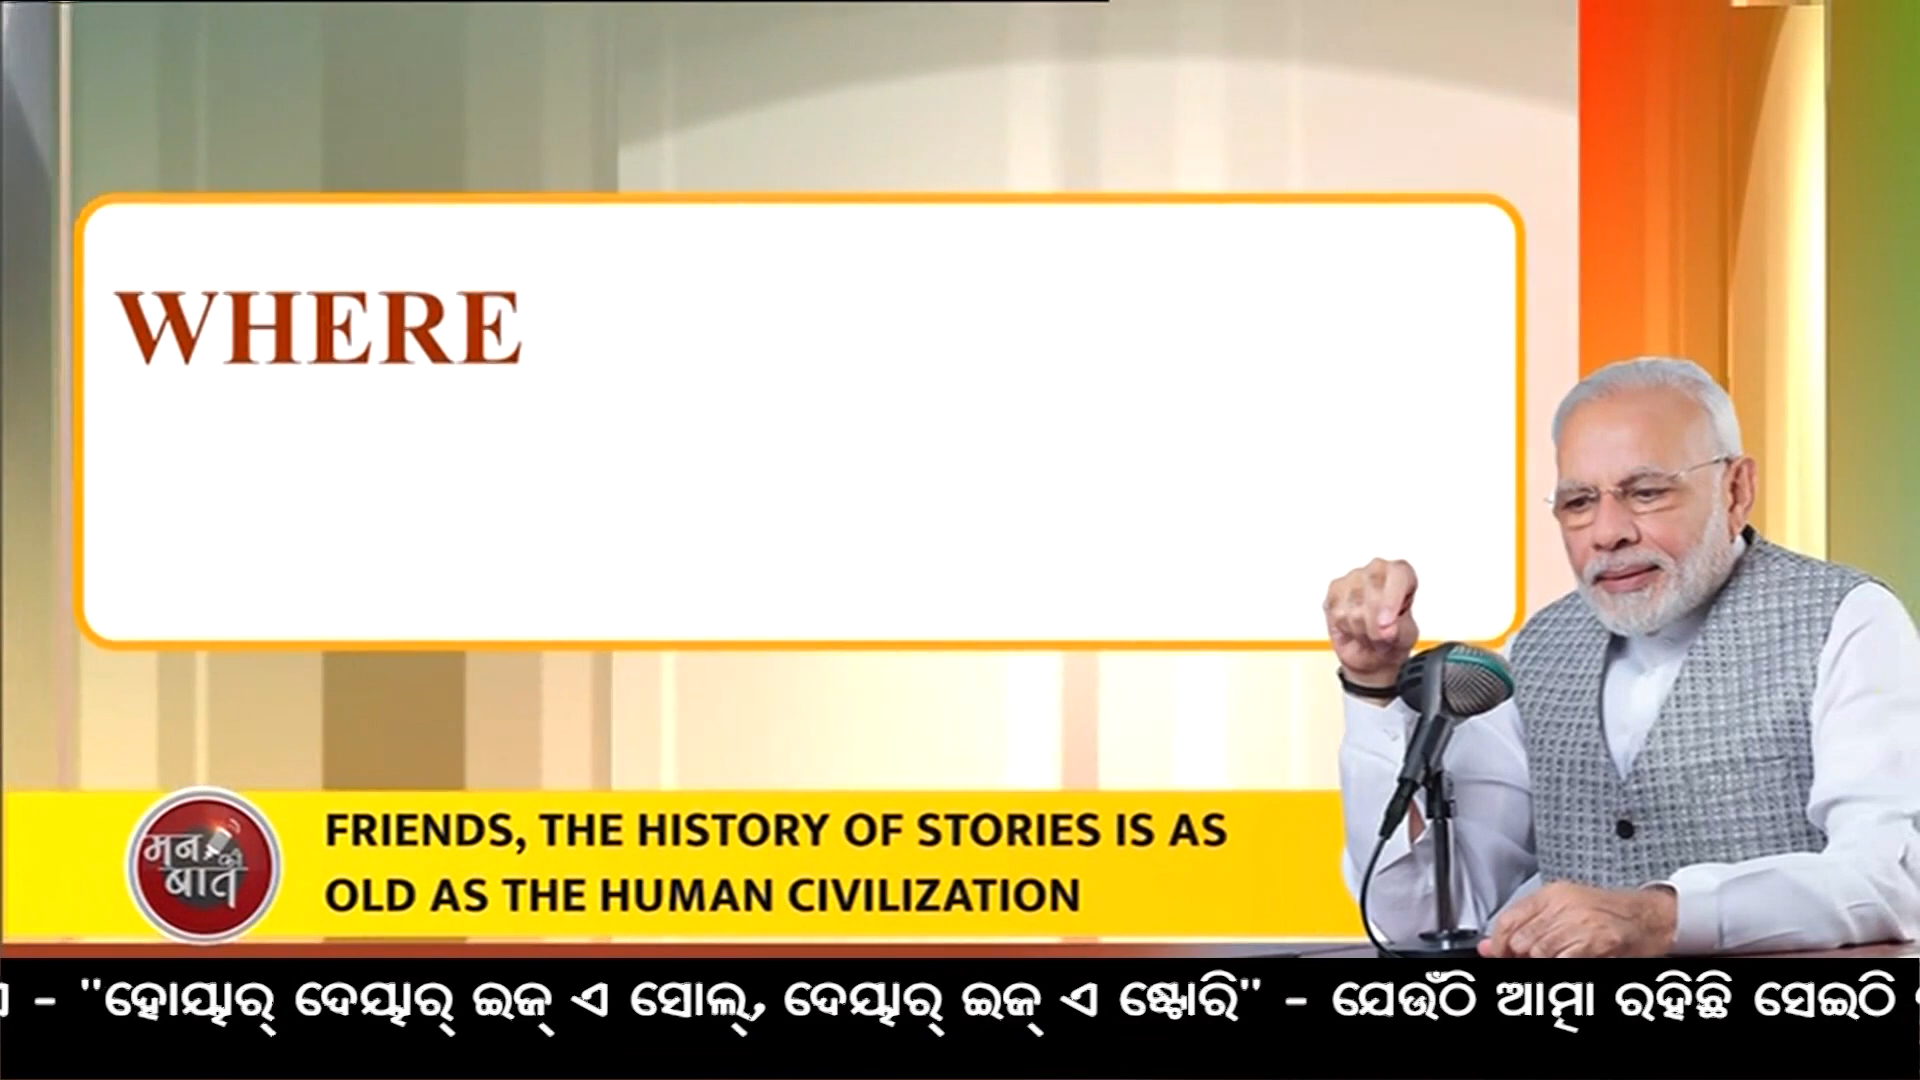 WHERE
मन की बात
FRIENDS, THE HISTORY OF STORIES IS AS
OLD AS THE HUMAN CIVILIZATION
- "ହୋୟାର୍ ଦେୟାର୍ ଇଜ୍ ଏ ସୋଲ୍, ଦେୟାର୍ ଇଜ୍ ଏ ଷ୍ଟୋରି" - ଯେଉଁଠି ଆତ୍ମା ରହିଛି ସେଇଠି